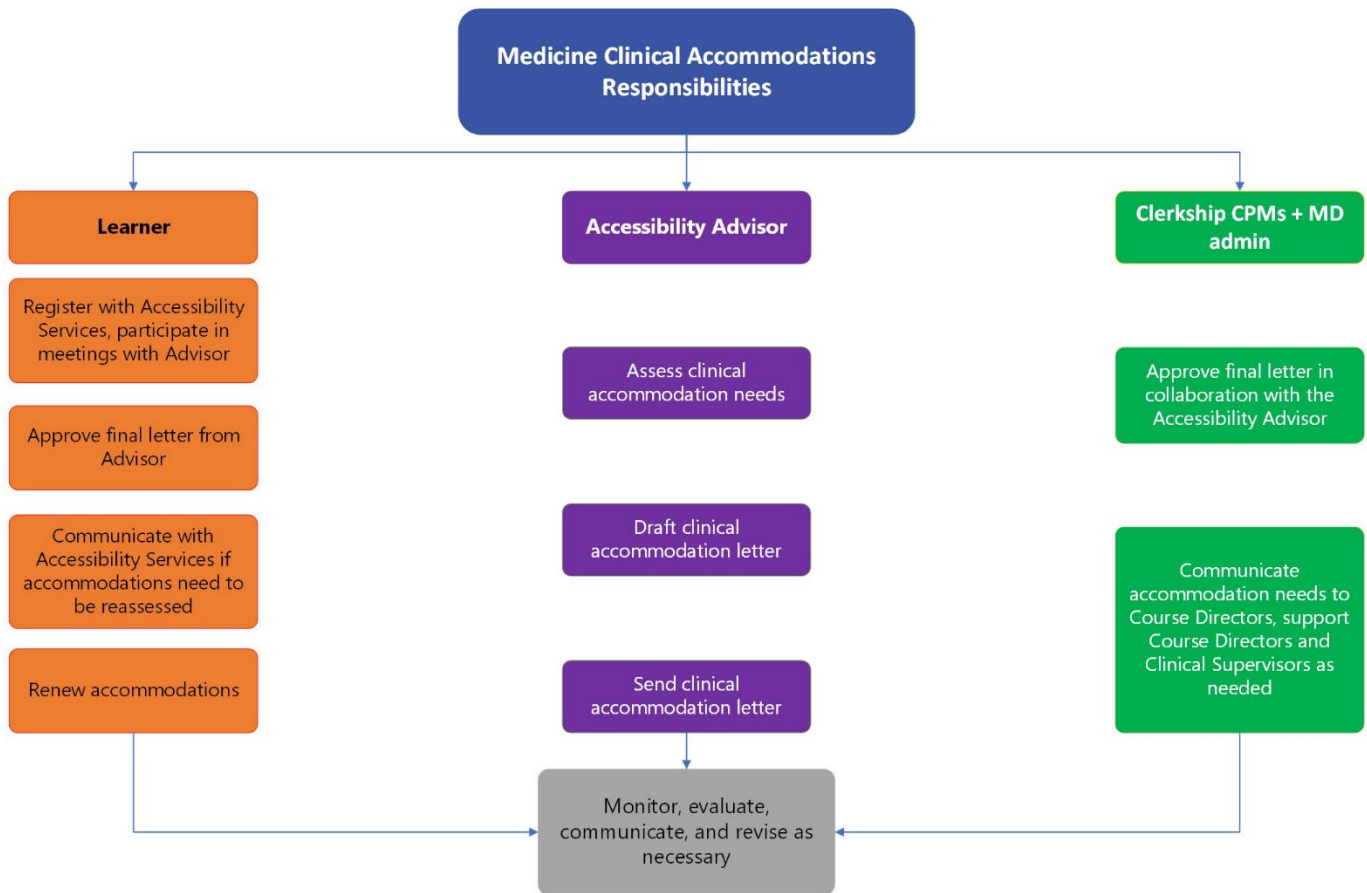 Medicine Clinical Accommodations
Responsibilities
Learner
Register with Accessibility
Services, participate in
meetings with Advisor
Approve final letter from
Advisor
Communicate with
Accessibility Services if
accommodations need to
be reassessed
Renew accommodations
Accessibility Advisor
Assess clinical
accommodation needs
Draft clinical
accommodation letter
Send clinical
accommodation letter
Clerkship CPMs + MD
admin
Approve final letter in
collaboration with the
Accessibility Advisor
Communicate
accommodation needs to
Course Directors, support
Course Directors and
Clinical Supervisors as
needed
Monitor, evaluate,
communicate, and revise as
necessary